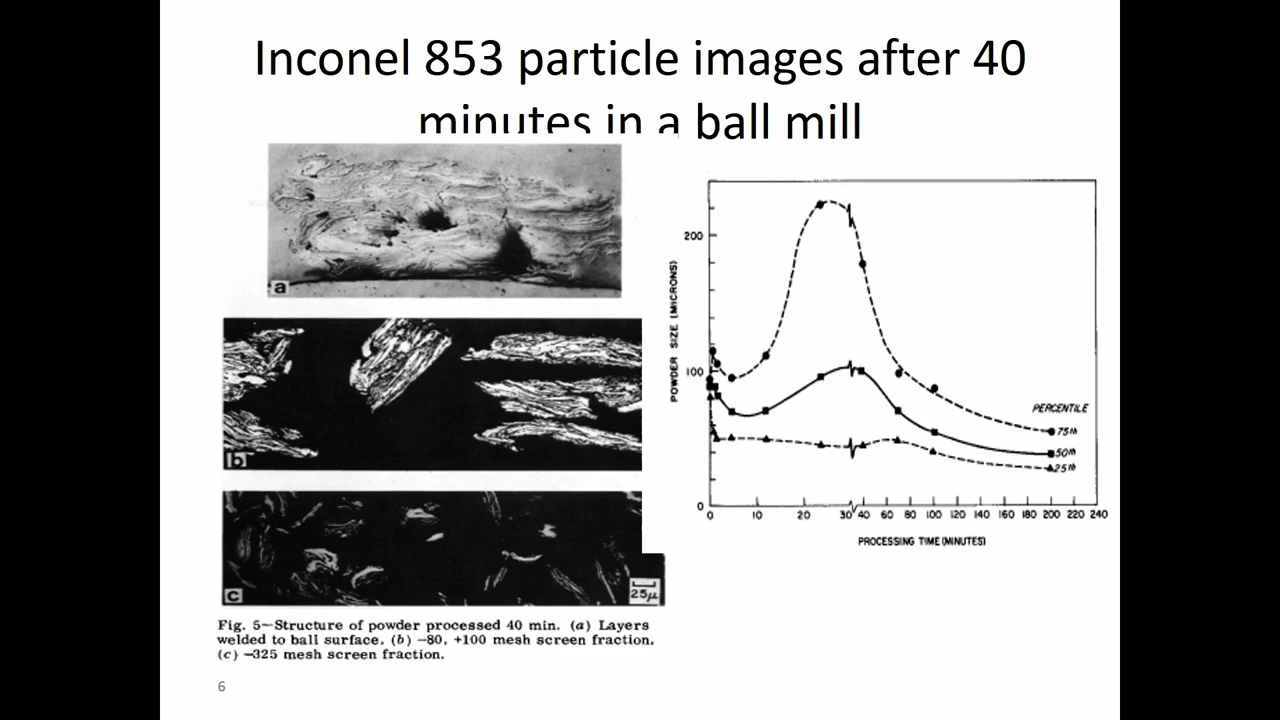 Inconel 853 particle images after 40
minutes in a ball mill
a
b
c
25μ
Fig. 5—Structure of powder processed 40 min. (a) Layers
welded to ball surface, (b) −80, +100 mesh screen fraction,
(c) −325 mesh screen fraction.
POWDER SIZE (MICRONS)
200
100
0
PERCENTILE
75th
50th
25th
0 10 20 30 40 60 80 100 120 140 160 180 200 220 240
PROCESSING TIME (MINUTES)
6